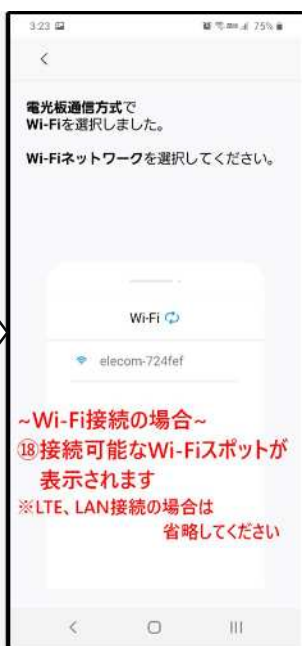 3:23
75%
電光板通信方式で
Wi-Fiを選択しました。
Wi-Fiネットワークを選択してください。
Wi-Fi
elecom-724fef
~Wi-Fi接続の場合~
⑱接続可能なWi-Fiスポットが
表示されます
※LTE、LAN接続の場合は
省略してください